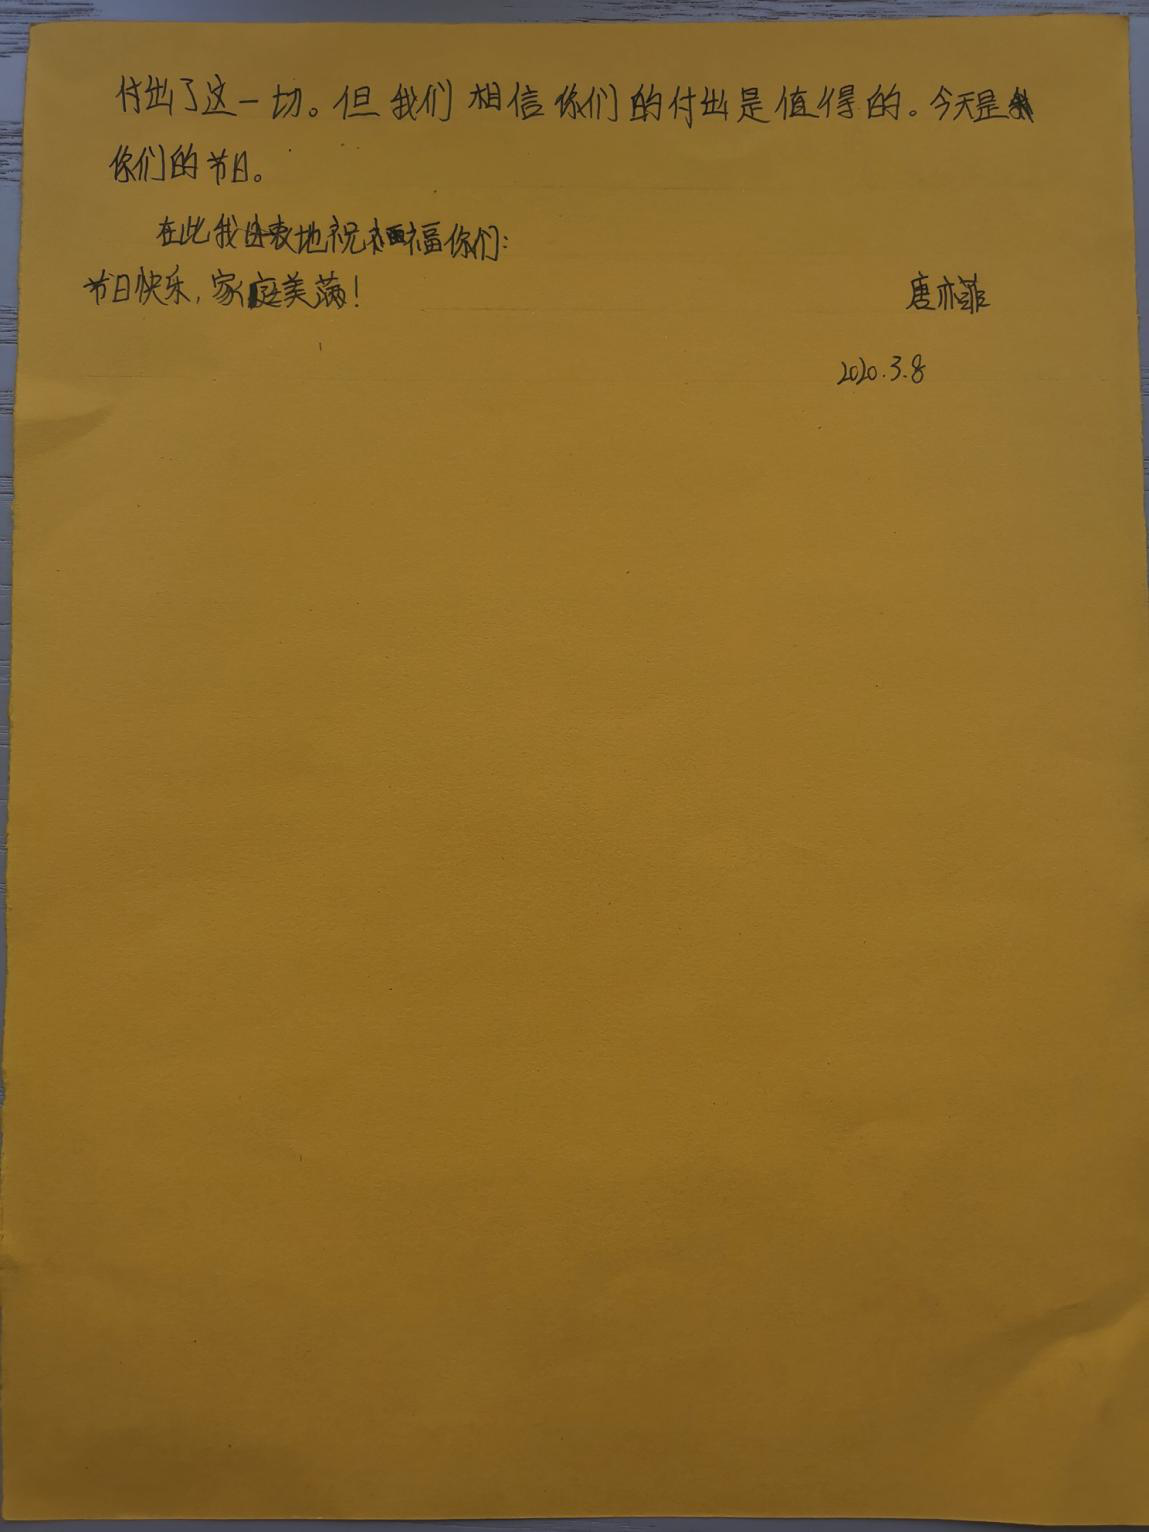 付出了这一切。但我们相信你们的付出是值得的。今天是
你们的节日。
在此我由衷地祝福你们：
节日快乐，家庭美满！
唐亦菲
2020.3.8